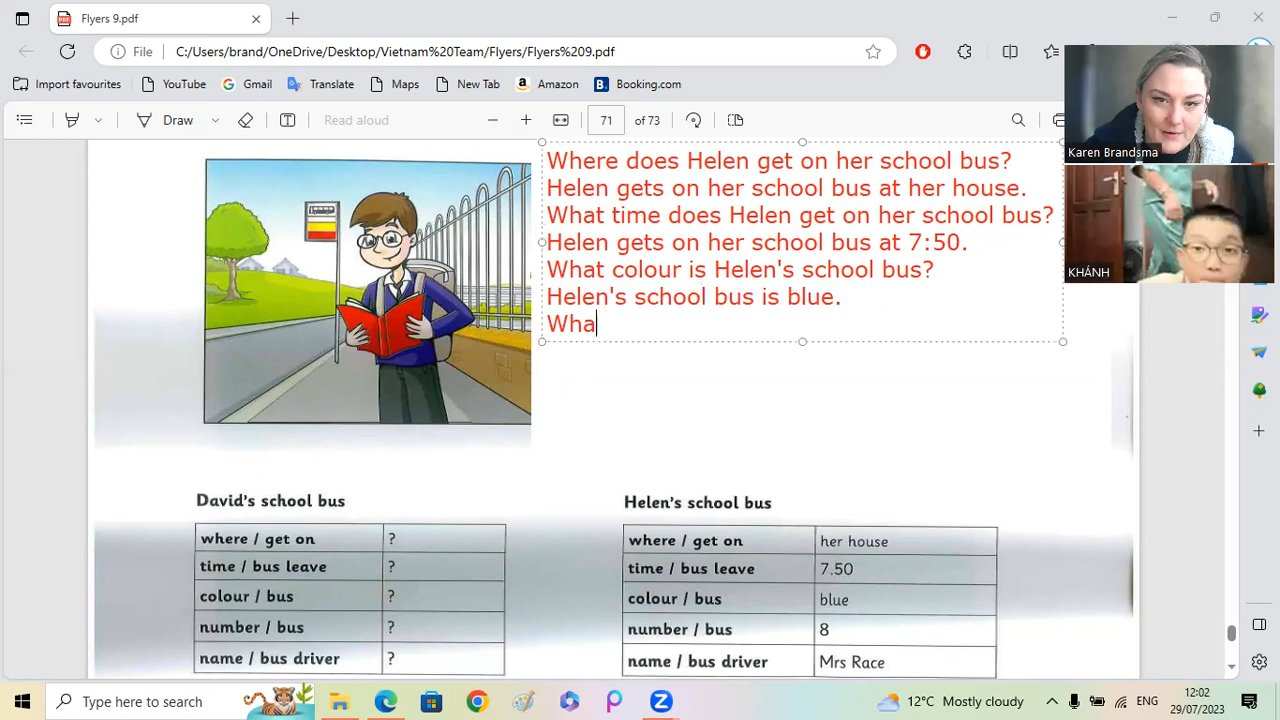 Flyers 9.pdf
File
C:/Users/brand/OneDrive/Desktop/Vietnam%20Team/Flyers/Flyers%209.pdf
Import favourites YouTube Gmail Translate Maps New Tab Amazon Booking.com
Draw Read aloud 71 of 73
Karen Brandsma
KHÁNH
Where does Helen get on her school bus?
Helen gets on her school bus at her house.
What time does Helen get on her school bus?
Helen gets on her school bus at 7:50.
What colour is Helen's school bus?
Helen's school bus is blue.
Wha
David's school bus
where / get on ?
time / bus leave ?
colour / bus ?
number / bus ?
name / bus driver ?
Helen's school bus
where / get on her house
time / bus leave 7.50
colour / bus blue
number / bus 8
name / bus driver Mrs Race
Type here to search
12°C Mostly cloudy
ENG
12:02
29/07/2023